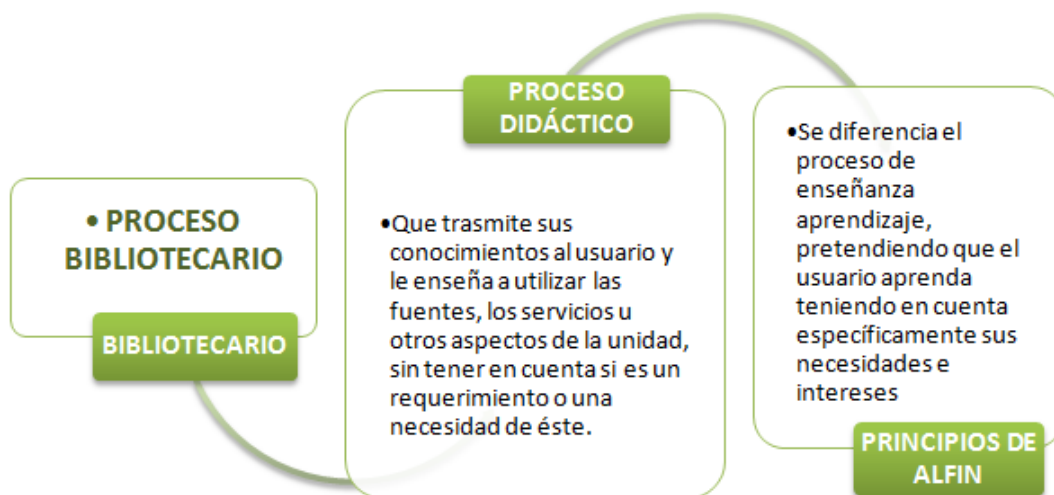 • PROCESO
BIBLIOTECARIO
BIBLIOTECARIO
PROCESO
DIDÁCTICO
•Que trasmite sus
conocimientos al usuario y
le enseña a utilizar las
fuentes, los servicios u
otros aspectos de la unidad,
sin tener en cuenta si es un
requerimiento o una
necesidad de éste.
•Se diferencia el
proceso de
enseñanza
aprendizaje,
pretendiendo que el
usuario aprenda
teniendo en cuenta
específicamente sus
necesidades e
intereses
PRINCIPIOS DE
ALFIN